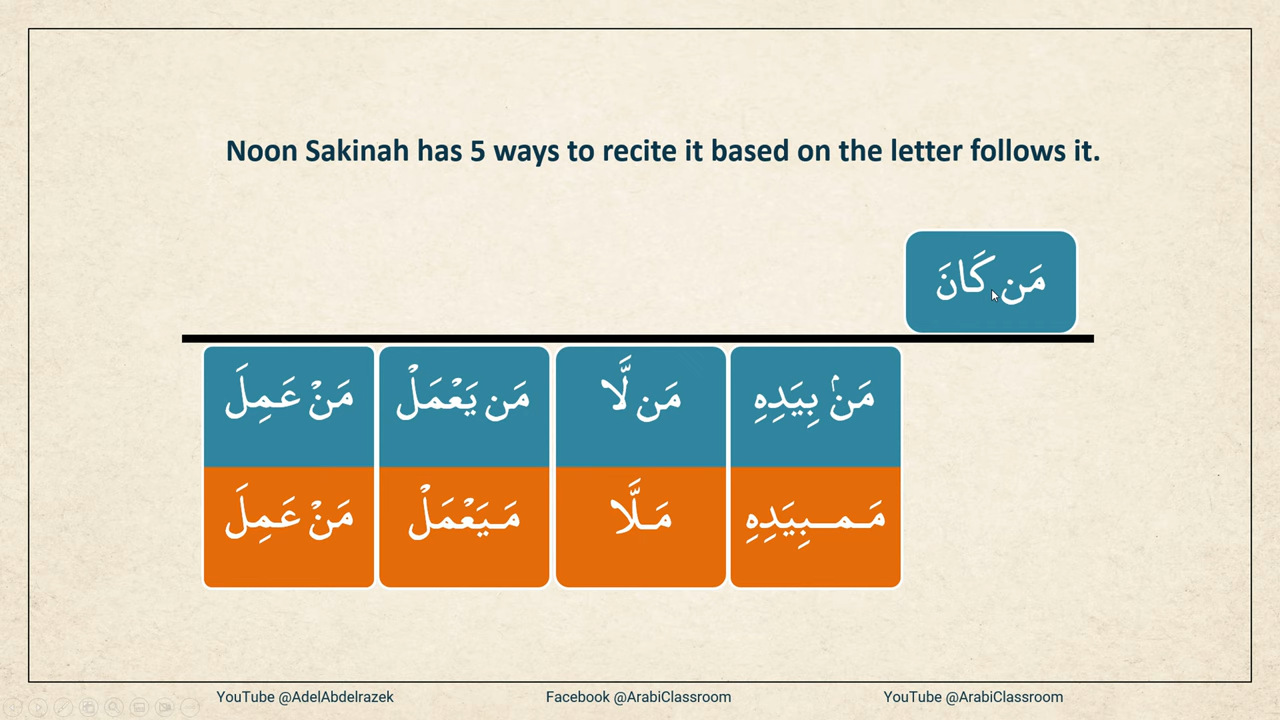 Noon Sakinah has 5 ways to recite it based on the letter follows it.
مَن كَانَ
مَنۢ بِيَدِهِ
مَن لَّا
مَن يَعْمَلْ
مَنْ عَمِلَ
مَـمـبِيَدِهِ
مَـلَّا
مَـيَعْمَلْ
مَنْ عَمِلَ
YouTube @AdelAbdelrazek
Facebook @ArabiClassroom
YouTube @ArabiClassroom